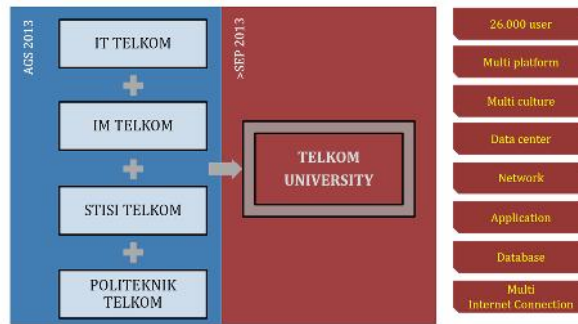 AGS 2013
IT TELKOM
IM TELKOM
STISI TELKOM
POLITEKNIK
TELKOM
>SEP 2013
TELKOM
UNIVERSITY
26.000 user
Multi platform
Multi culture
Data center
Network
Application
Database
Multi
Internet Connection